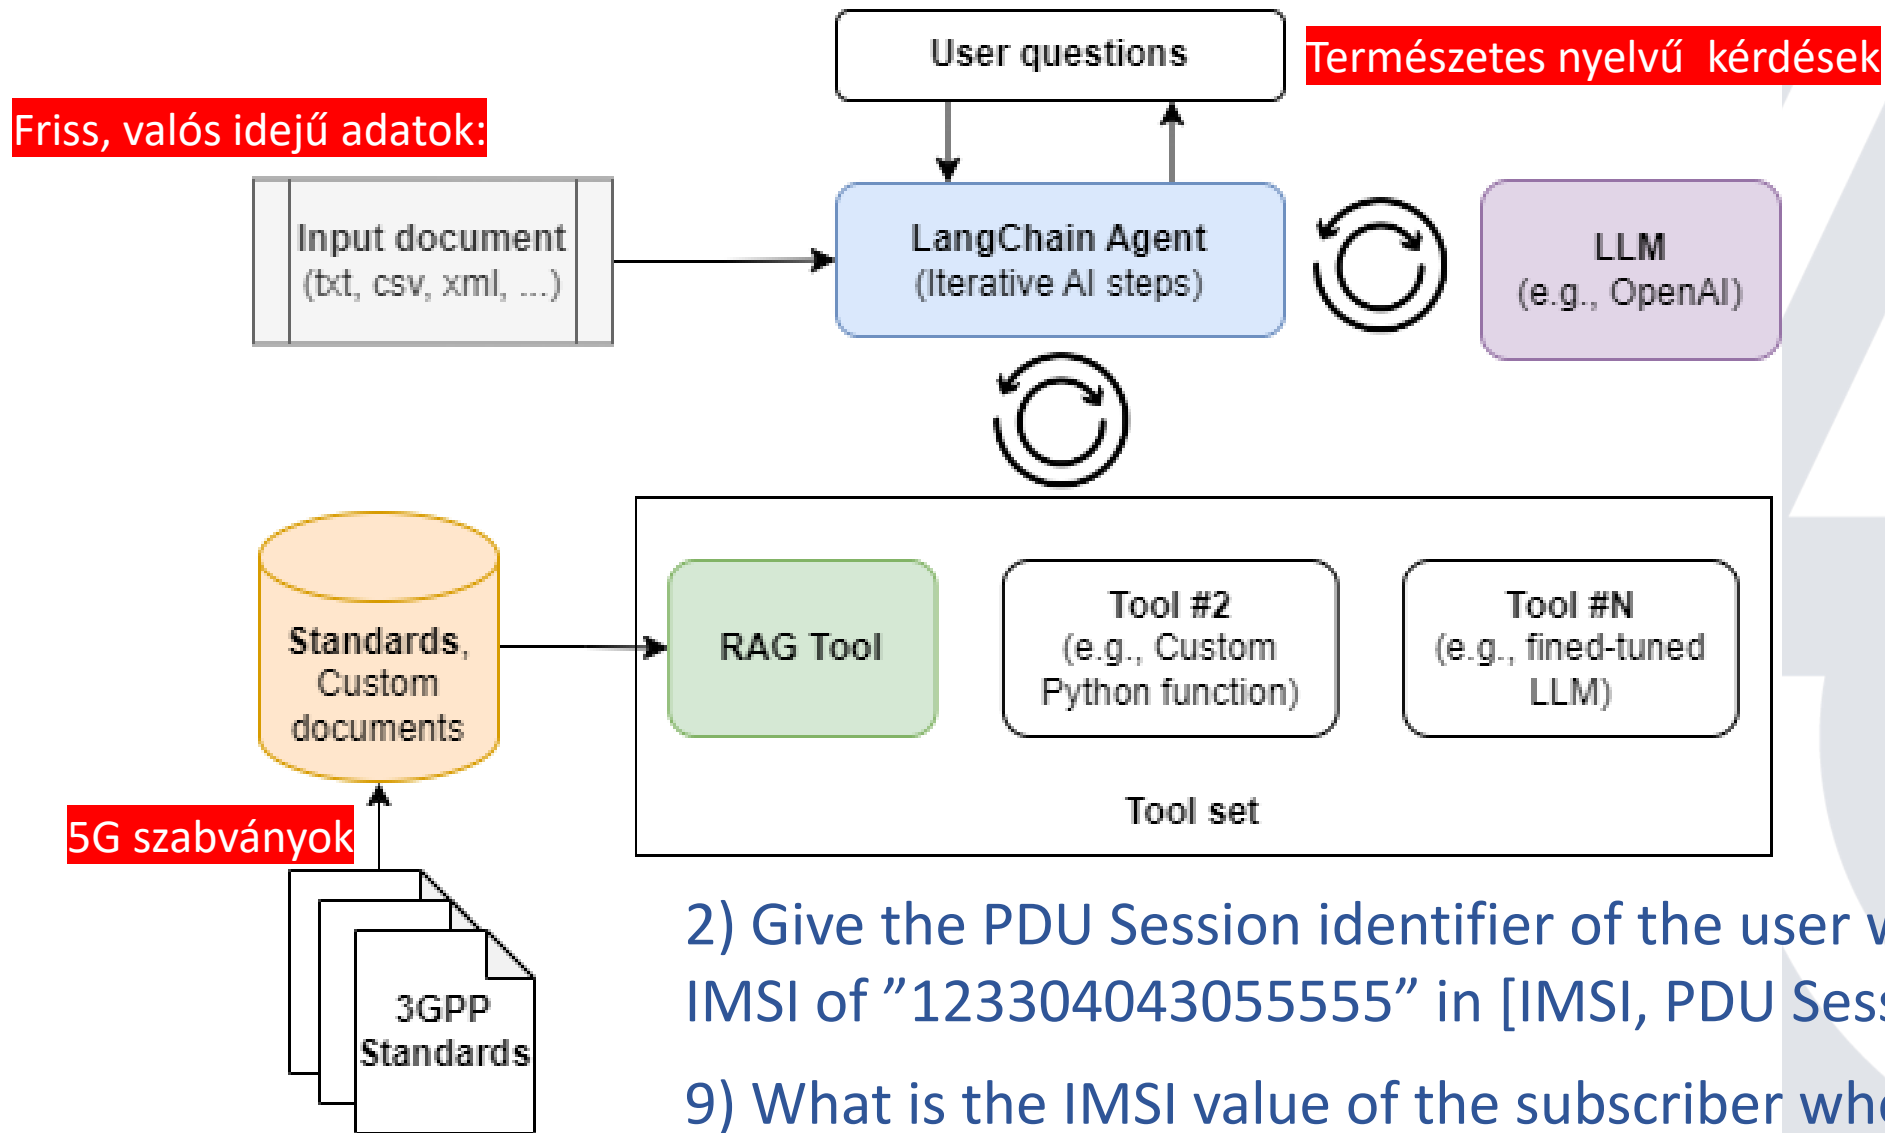 User questions
Természetes nyelvű kérdések
Friss, valós idejű adatok:
Input document
(txt, csv, xml, ...)
LangChain Agent
(Iterative AI steps)
LLM
(e.g., OpenAI)
Standards,
Custom
documents
RAG Tool
Tool #2
(e.g., Custom
Python function)
Tool #N
(e.g., fined-tuned
LLM)
Tool set
5G szabványok
3GPP
Standards
2) Give the PDU Session identifier of the user
IMSI of ”123304043055555” in [IMSI, PDU
9) What is the IMSI value of the subscriber